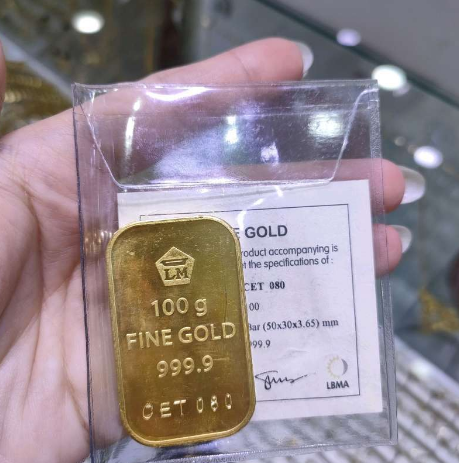 LM
100 g
FINE GOLD
999.9
CET 080
GOLD
product accompanying is
the specifications of :
CET 080
00
Bar (50x30x3.65) mm
999.9
LBMA